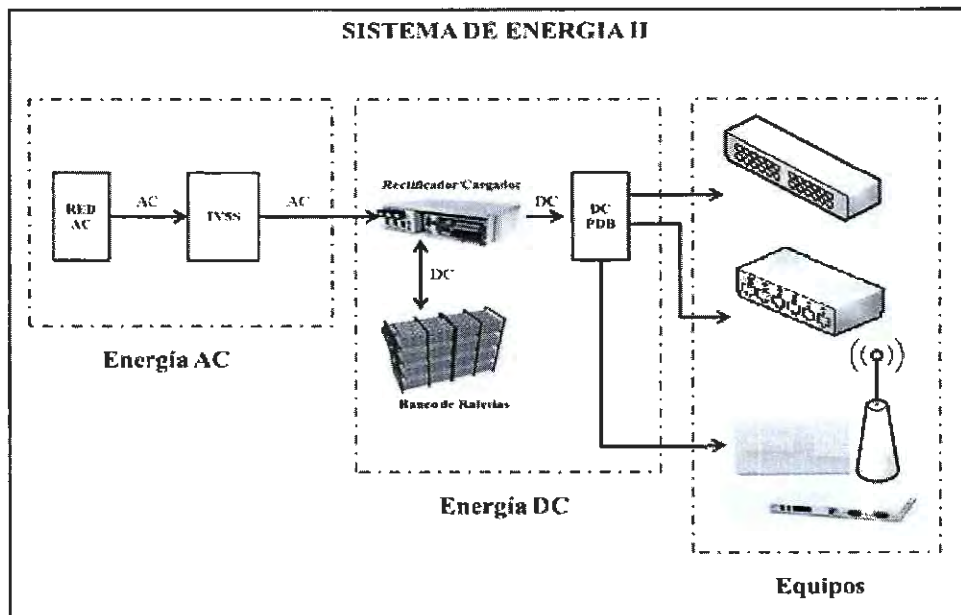 SISTEMA DE ENERGIA II
RED
AC
AC
TVSS
AC
Rectificador/Cargador
DC
DC
PDB
DC
Banco de Baterias
Energía AC
Energía DC
Equipos